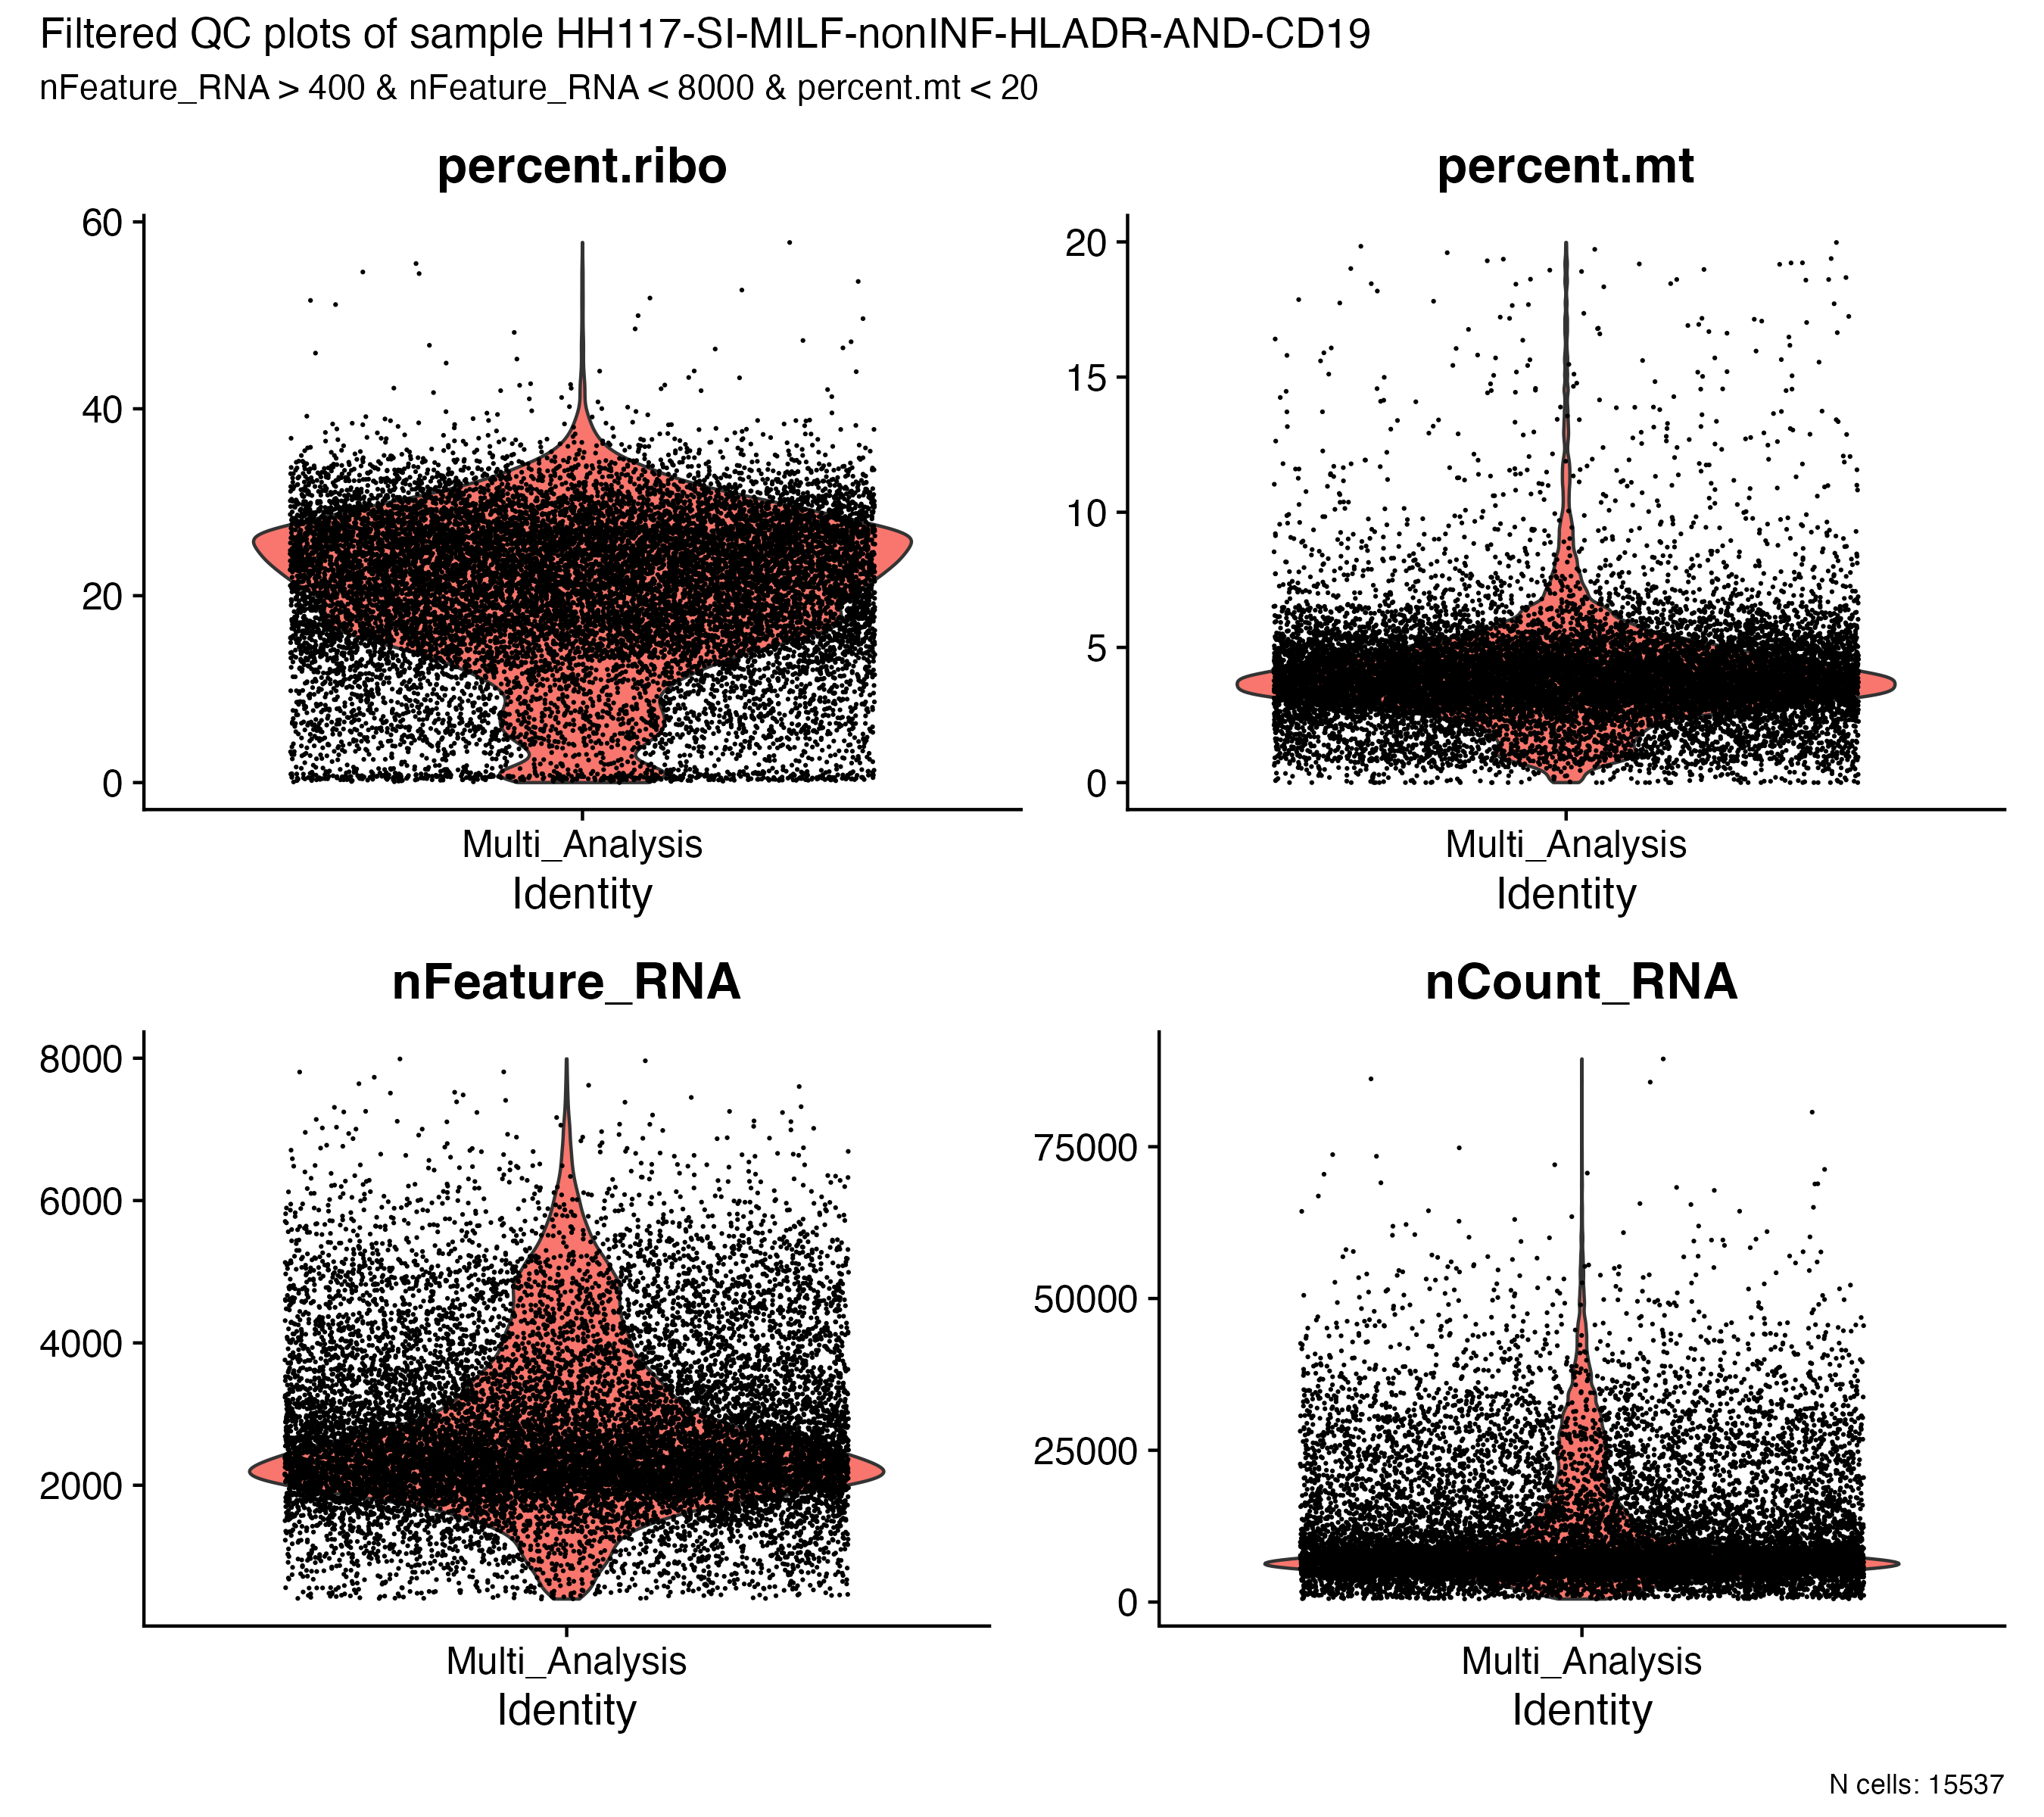 Filtered QC plots of sample HH117-SI-MILF-nonINF-HLADR-AND-CD19
nFeature_RNA > 400 & nFeature_RNA < 8000 & percent.mt < 20
percent.ribo
60
40
20
0
Multi_Analysis
Identity
percent.mt
20
15
10
5
0
Multi_Analysis
Identity
nFeature_RNA
8000
6000
4000
2000
Multi_Analysis
Identity
nCount_RNA
75000
50000
25000
0
Multi_Analysis
Identity
N cells: 15537